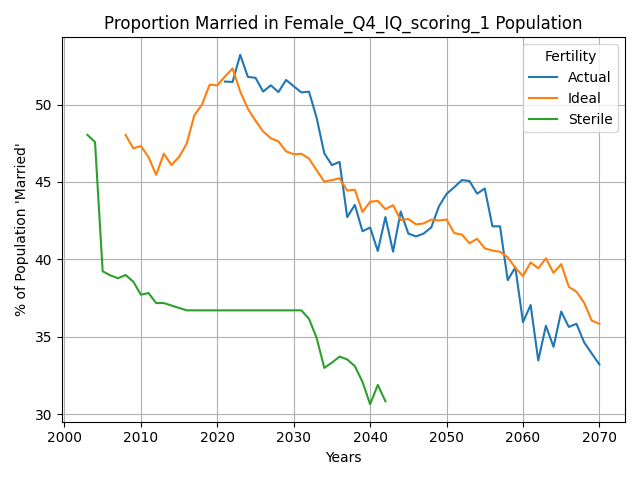 Proportion Married in Female_Q4_IQ_scoring_1 Population
% of Population 'Married'
50
45
40
35
30
Fertility
Actual
Ideal
Sterile
2000 2010 2020 2030 2040 2050 2060 2070
Years